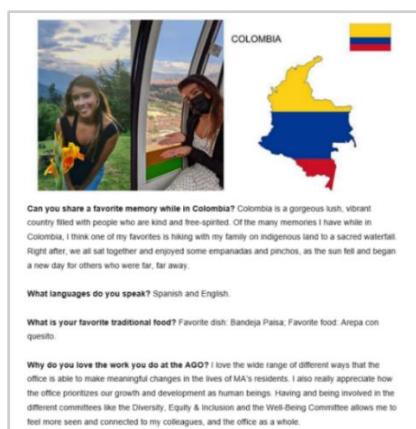 COLOMBIA
Can you share a favorite memory while in Colombia? Colombia is a gorgeous lush, vibrant
country filled with people who are kind and free-spirited. Of the many memories I have while in
Colombia, I think one of my favorites is hiking with my family on indigenous land to a sacred waterfall.
Right after, we all sat together and enjoyed some empanadas and pinchos, as the sun fell and began
a new day for others who were far, far away.
What languages do you speak? Spanish and English.
What is your favorite traditional food? Favorite dish: Bandeja Paisa; Favorite food: Arepa con
quesito.
Why do you love the work you do at the AGO? I love the wide range of different ways that the
office is able to make meaningful changes in the lives of MA's residents. I also really appreciate how
the office prioritizes our growth and development as human beings. Having and being involved in the
different committees like the Diversity, Equity & Inclusion and the Well-Being Committee allows me to
feel more seen and connected to my colleagues, and the office as a whole.